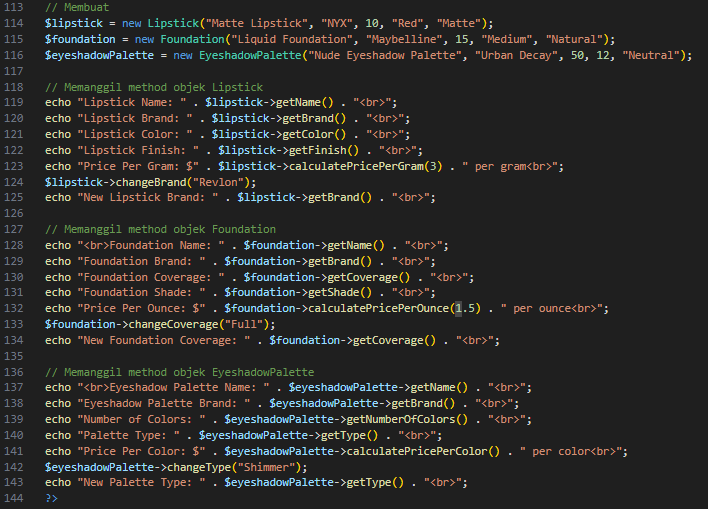 113 // Membuat
114 $lipstick = new Lipstick("Matte Lipstick", "NYX", 10, "Red", "Matte");
115 $foundation = new Foundation("Liquid Foundation", "Maybelline", 15, "Medium", "Natural");
116 $eyeshadowPalette = new EyeshadowPalette("Nude Eyeshadow Palette", "Urban Decay", 50, 12, "Neutral");
117
118 // Memanggil method objek Lipstick
119 echo "Lipstick Name: " . $lipstick->getName() . "<br>";
120 echo "Lipstick Brand: " . $lipstick->getBrand() . "<br>";
121 echo "Lipstick Color: " . $lipstick->getColor() . "<br>";
122 echo "Lipstick Finish: " . $lipstick->getFinish() . "<br>";
123 echo "Price Per Gram: $" . $lipstick->calculatePricePerGram(3) . " per gram<br>";
124 $lipstick->changeBrand("Revlon");
125 echo "New Lipstick Brand: " . $lipstick->getBrand() . "<br>";
126
127 // Memanggil method objek Foundation
128 echo "<br>Foundation Name: " . $foundation->getName() . "<br>";
129 echo "Foundation Brand: " . $foundation->getBrand() . "<br>";
130 echo "Foundation Coverage: " . $foundation->getCoverage() . "<br>";
131 echo "Foundation Shade: " . $foundation->getShade() . "<br>";
132 echo "Price Per Ounce: $" . $foundation->calculatePricePerOunce(1.5) . " per ounce<br>";
133 $foundation->changeCoverage("Full");
134 echo "New Foundation Coverage: " . $foundation->getCoverage() . "<br>";
135
136 // Memanggil method objek EyeshadowPalette
137 echo "<br>Eyeshadow Palette Name: " . $eyeshadowPalette->getName() . "<br>";
138 echo "Eyeshadow Palette Brand: " . $eyeshadowPalette->getBrand() . "<br>";
139 echo "Number of Colors: " . $eyeshadowPalette->getNumberOfColors() . "<br>";
140 echo "Palette Type: " . $eyeshadowPalette->getType() . "<br>";
141 echo "Price Per Color: $" . $eyeshadowPalette->calculatePricePerColor() . " per color<br>";
142 $eyeshadowPalette->changeType("Shimmer");
143 echo "New Palette Type: " . $eyeshadowPalette->getType() . "<br>";
144 ?>